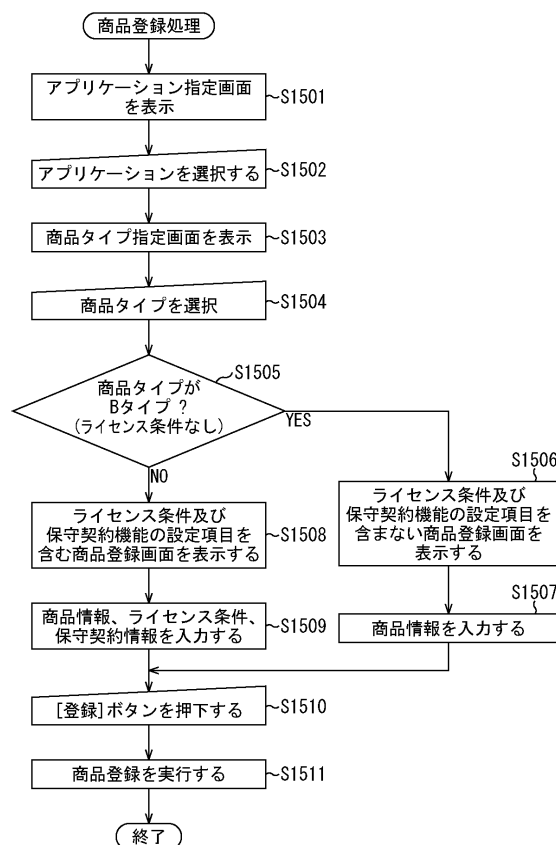 商品登録処理
アプリケーション指定画面
を表示
S1501
アプリケーションを選択する
S1502
商品タイプ指定画面を表示
S1503
商品タイプを選択
S1504
S1505
商品タイプが
Bタイプ ?
(ライセンス条件なし)
YES
NO
S1506
ライセンス条件及び
保守契約機能の設定項目を
含まない商品登録画面を
表示する
ライセンス条件及び
保守契約機能の設定項目を
含む商品登録画面を表示する
S1508
S1507
商品情報を入力する
商品情報、ライセンス条件、
保守契約情報を入力する
S1509
[登録]ボタンを押下する
S1510
商品登録を実行する
S1511
終了